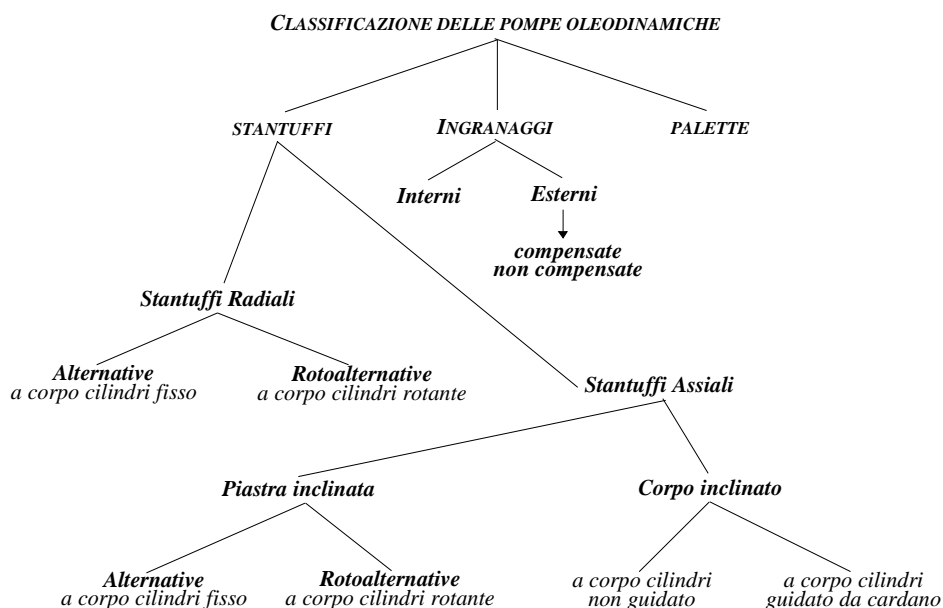 CLASSIFICAZIONE DELLE POMPE OLEODINAMICHE
STANTUFFI
INGRANAGGI
PALETTE
Interni
Esterni
compensate
non compensate
Stantuffi Radiali
Alternative
a corpo cilindri fisso
Rotoalternative
a corpo cilindri rotante
Stantuffi Assiali
Piastra inclinata
Corpo inclinato
Alternative
a corpo cilindri fisso
Rotoalternative
a corpo cilindri rotante
a corpo cilindri
non guidato
a corpo cilindri
guidato da cardano